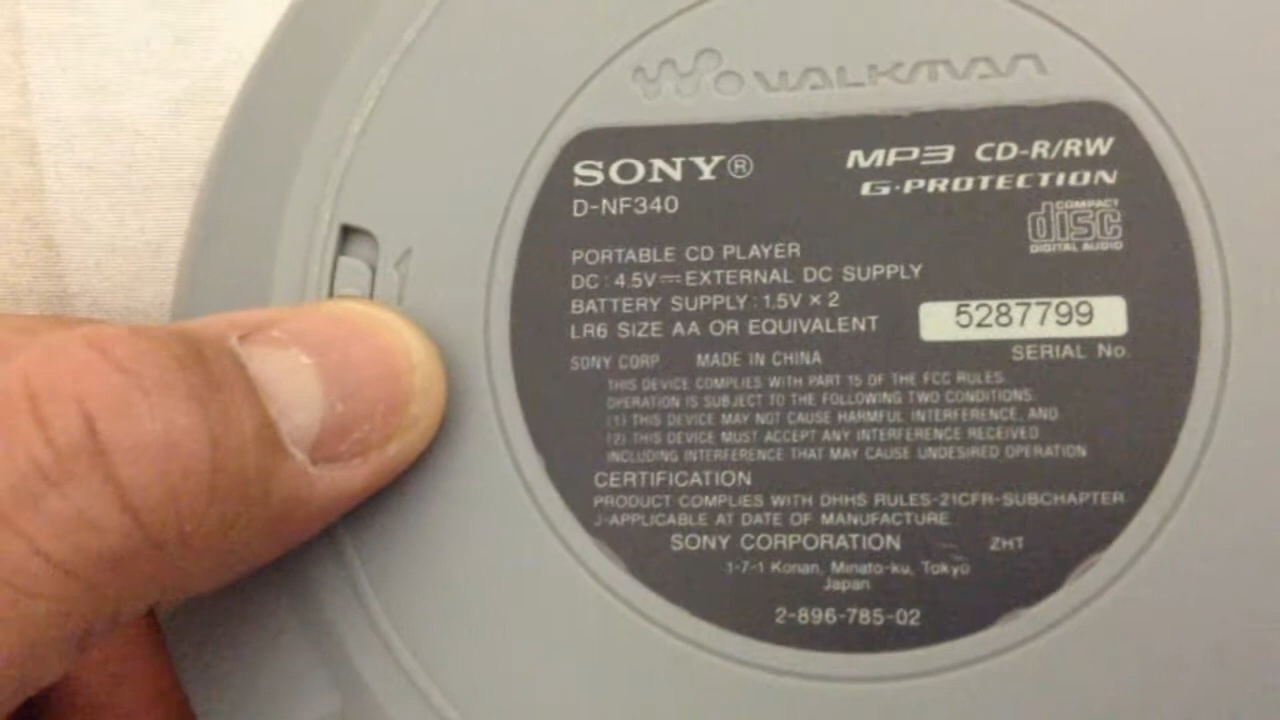 WALKMAN
SONY® MP3 CD-R/RW
D-NF340 G-PROTECTION
COMPACT
disc
DIGITAL AUDIO
PORTABLE CD PLAYER
DC : 4.5V⎓EXTERNAL DC SUPPLY
BATTERY SUPPLY : 1.5V × 2
LR6 SIZE AA OR EQUIVALENT
5287799
SERIAL No.
SONY CORP MADE IN CHINA
THIS DEVICE COMPLIES WITH PART 15 OF THE FCC RULES.
OPERATION IS SUBJECT TO THE FOLLOWING TWO CONDITIONS.
(1) THIS DEVICE MAY NOT CAUSE HARMFUL INTERFERENCE, AND
(2) THIS DEVICE MUST ACCEPT ANY INTERFERENCE RECEIVED
INCLUDING INTERFERENCE THAT MAY CAUSE UNDESIRED OPERATION
CERTIFICATION
PRODUCT COMPLIES WITH DHHS RULES-21CFR-SUBCHAPTER
J-APPLICABLE AT DATE OF MANUFACTURE
SONY CORPORATION ZHT
1-7-1 Konan, Minato-ku, Tokyo
Japan
2-896-785-02